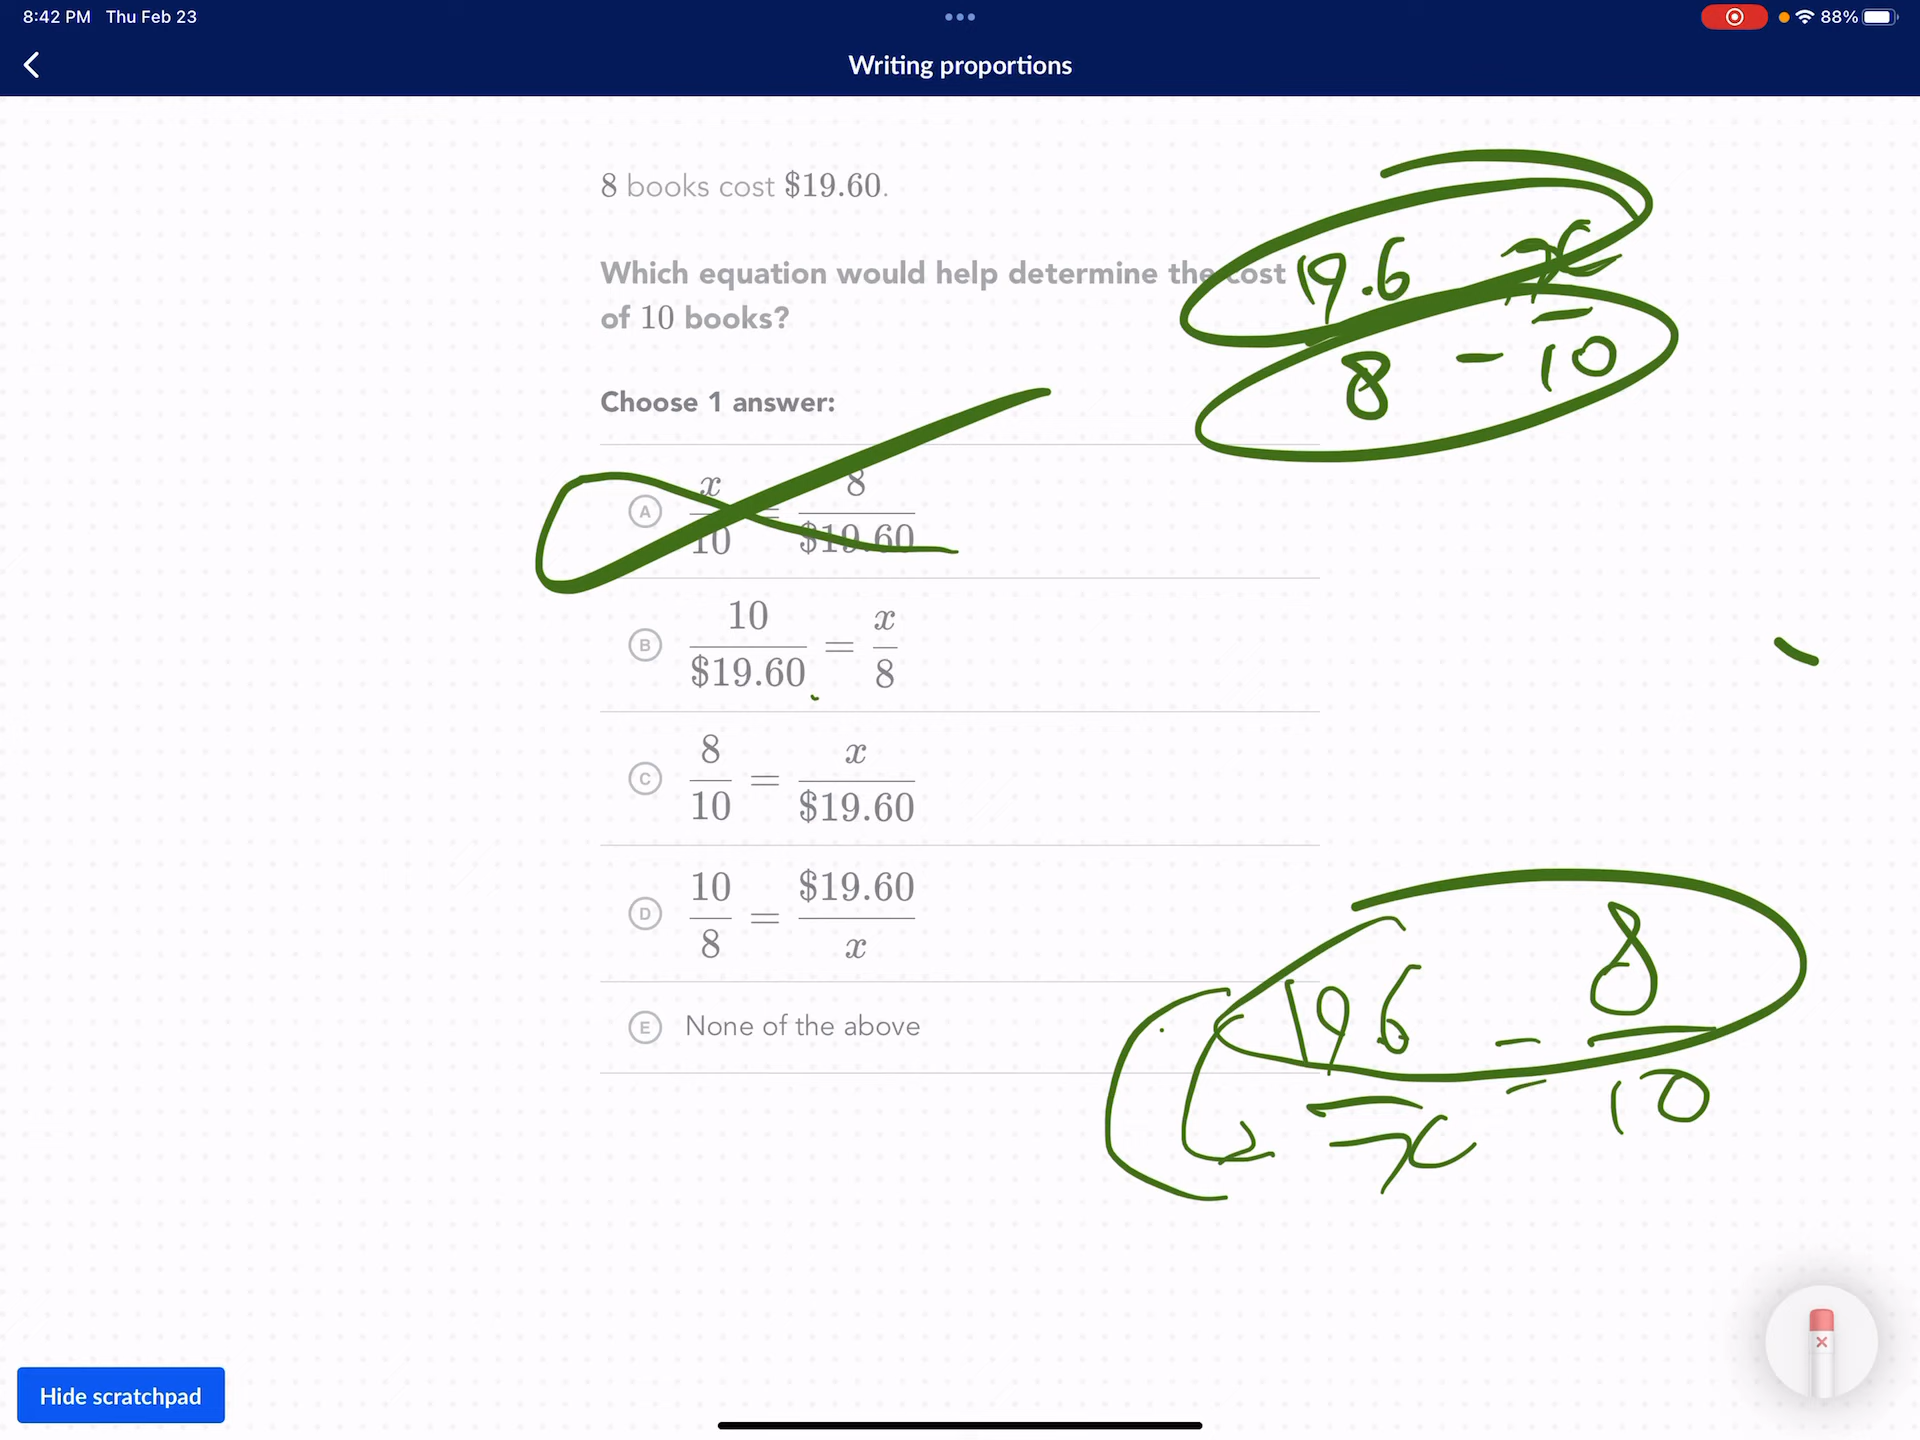 8:42 PM Thu Feb 23
88%
Writing proportions
8 books cost $19.60.
Which equation would help determine the cost
of 10 books?
Choose 1 answer:
A x/10 = 8/$19.60
B 10/$19.60 = x/8
C 8/10 = x/$19.60
D 10/8 = $19.60/x
E None of the above
19.6 x
8 - 10
196 = 8
x = 10
Hide scratchpad